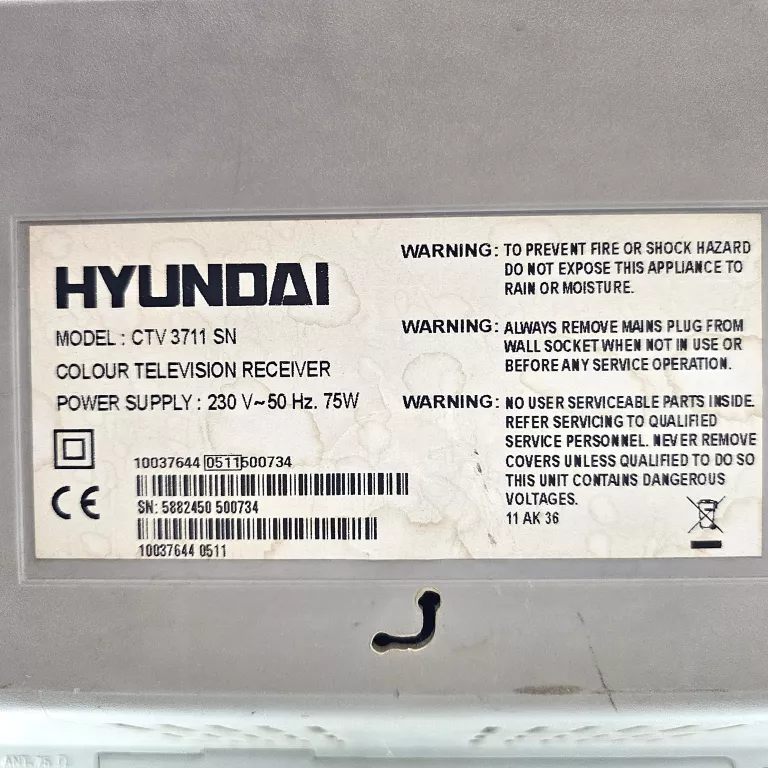 HYUNDAI
MODEL : CTV 3711 SN
COLOUR TELEVISION RECEIVER
POWER SUPPLY : 230 V~50 Hz. 75W
10037644 0511500734
SN: 5882450 500734
10037644 0511
CE
WARNING: TO PREVENT FIRE OR SHOCK HAZARD
DO NOT EXPOSE THIS APPLIANCE TO
RAIN OR MOISTURE.
WARNING: ALWAYS REMOVE MAINS PLUG FROM
WALL SOCKET WHEN NOT IN USE OR
BEFORE ANY SERVICE OPERATION.
WARNING: NO USER SERVICEABLE PARTS INSIDE.
REFER SERVICING TO QUALIFIED
SERVICE PERSONNEL. NEVER REMOVE
COVERS UNLESS QUALIFIED TO DO SO
THIS UNIT CONTAINS DANGEROUS
VOLTAGES.
11 AK 36